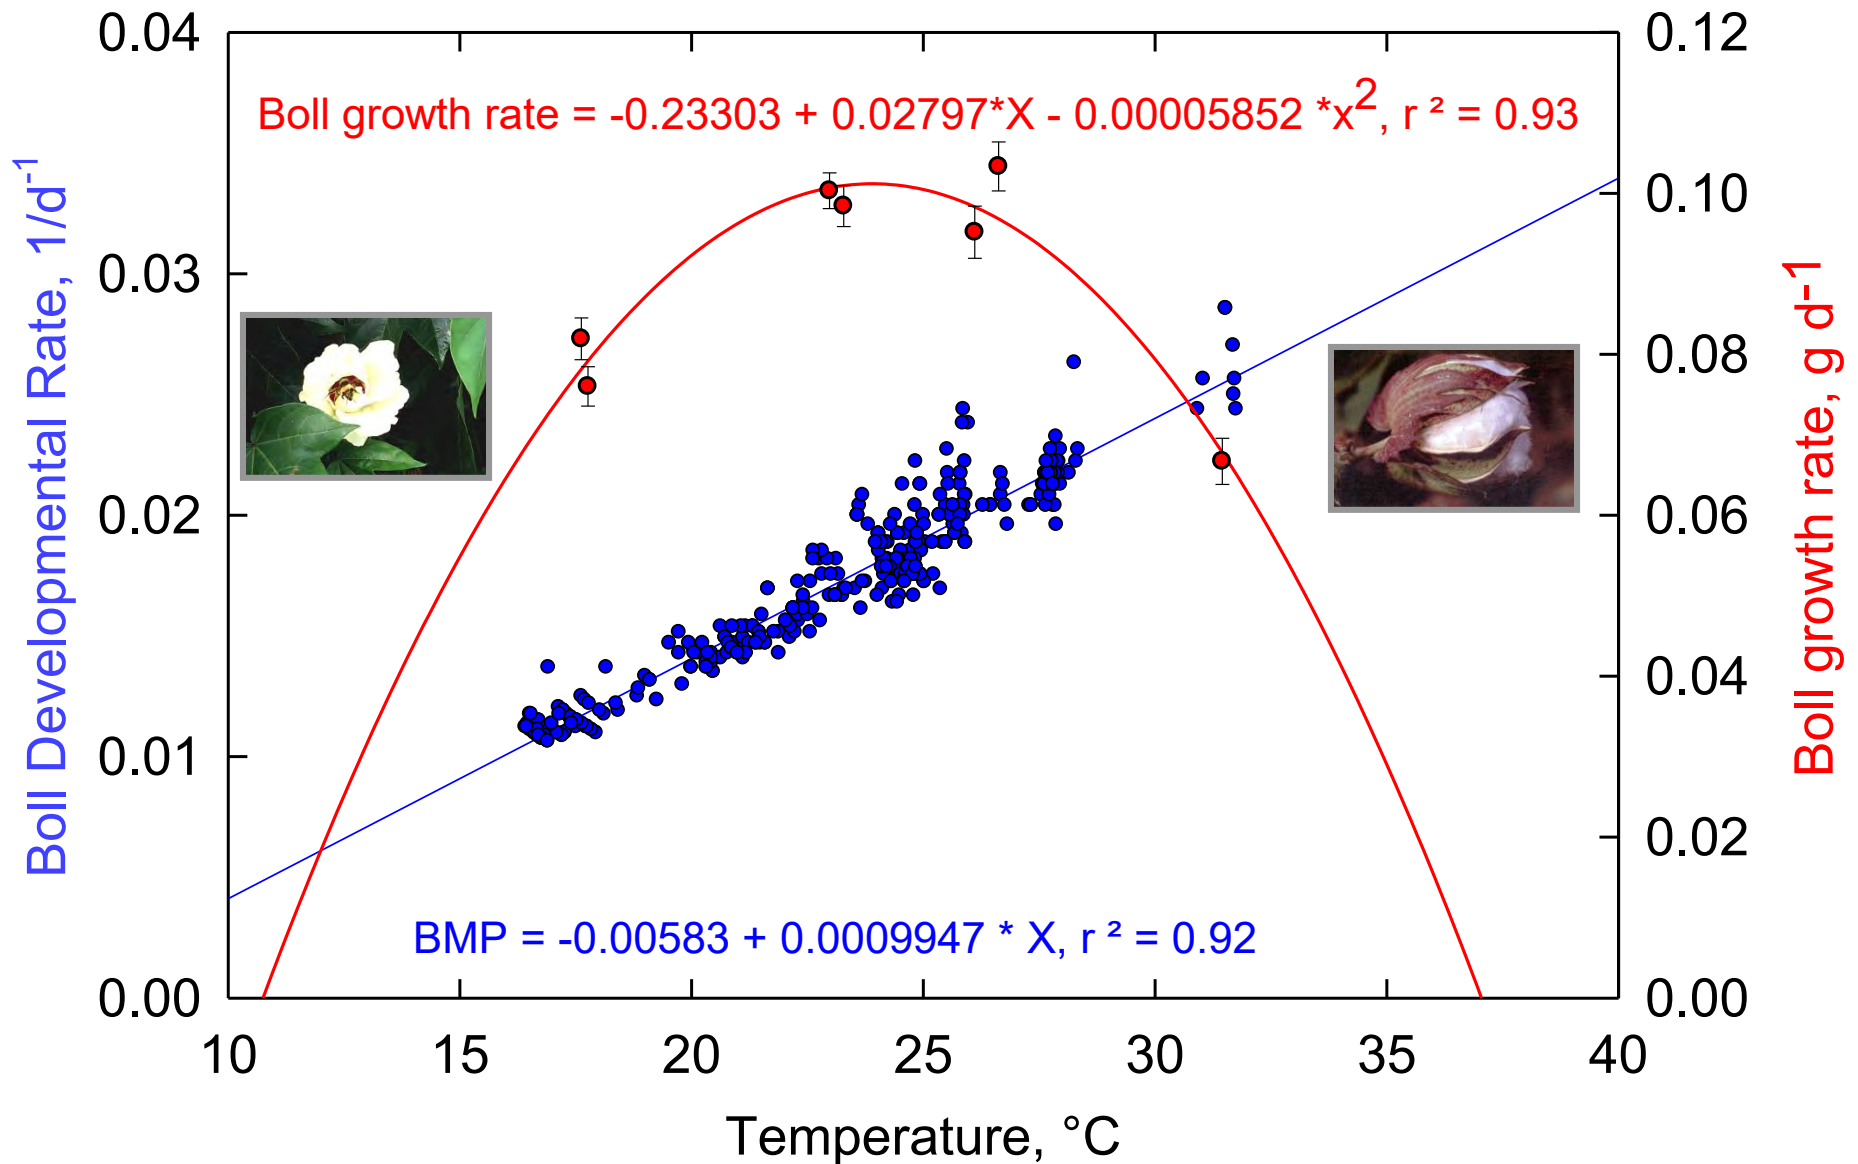 Boll growth rate = -0.23303 + 0.02797*X - 0.00005852 *x², r ² = 0.93
BMP = -0.00583 + 0.0009947 * X, r ² = 0.92
Boll Developmental Rate, 1/d⁻¹
0.04
0.03
0.02
0.01
0.00
0.12
0.10
0.08
0.06
0.04
0.02
0.00
Boll growth rate, g d⁻¹
10 15 20 25 30 35 40
Temperature, °C